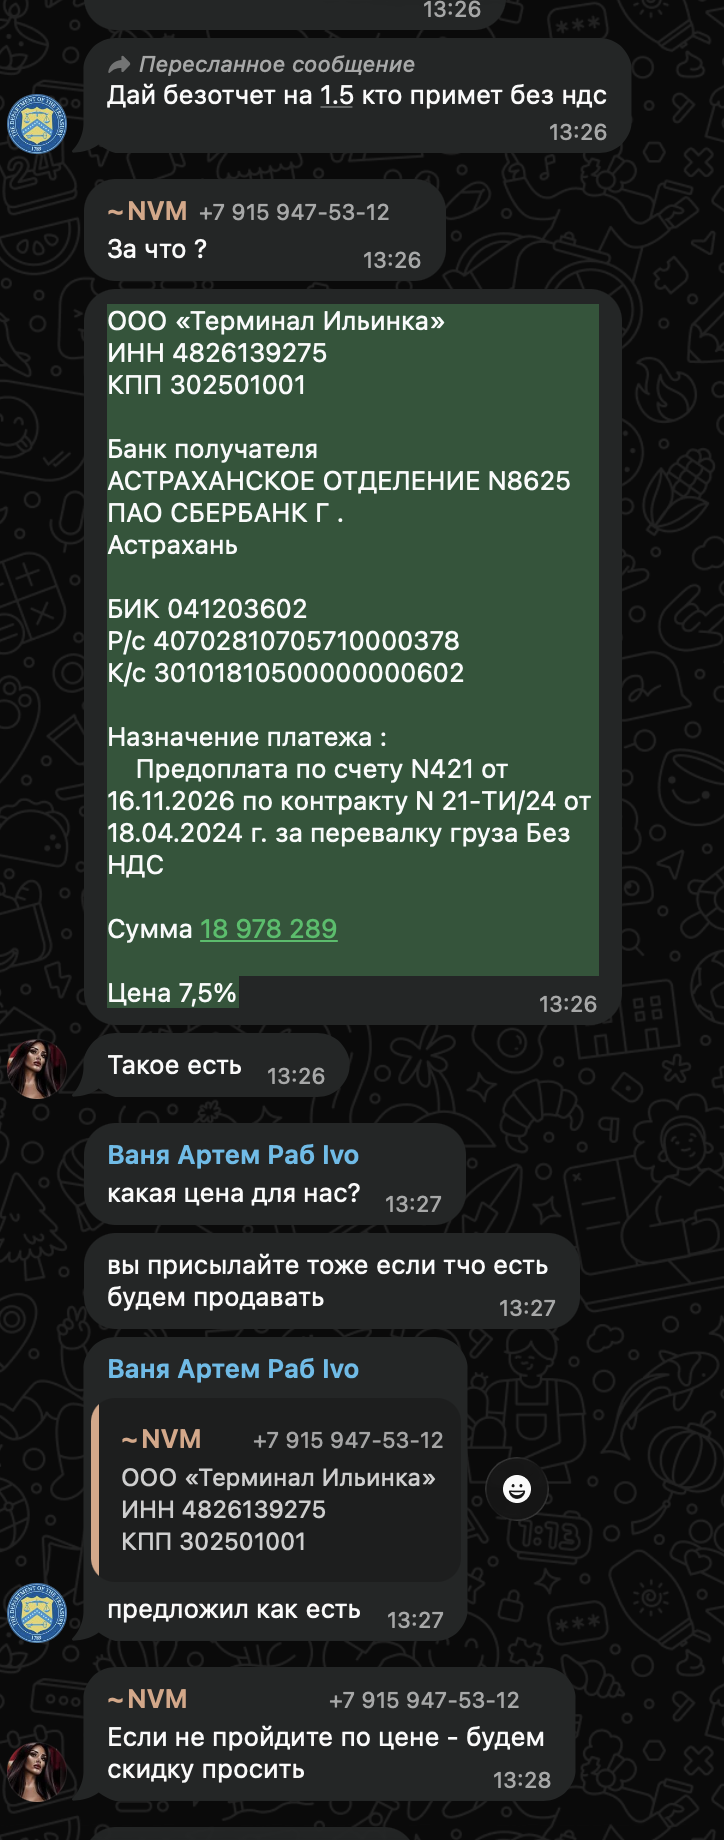 13:26
Пересланное сообщение
Дай безотчет на 1.5 кто примет без ндс
13:26
~NVM +7 915 947-53-12
За что ?
13:26
ООО «Терминал Ильинка»
ИНН 4826139275
КПП 302501001
Банк получателя
АСТРАХАНСКОЕ ОТДЕЛЕНИЕ N8625
ПАО СБЕРБАНК Г .
Астрахань
БИК 041203602
Р/с 40702810705710000378
К/с 30101810500000000602
Назначение платежа :
Предоплата по счету N421 от
16.11.2026 по контракту N 21-ТИ/24 от
18.04.2024 г. за перевалку груза Без
НДС
Сумма 18 978 289
Цена 7,5%
13:26
Такое есть 13:26
Ваня Артем Раб Ivo
какая цена для нас? 13:27
вы присылайте тоже если тчо есть
будем продавать 13:27
Ваня Артем Раб Ivo
~NVM +7 915 947-53-12
ООО «Терминал Ильинка»
ИНН 4826139275
КПП 302501001
предложил как есть 13:27
~NVM +7 915 947-53-12
Если не пройдите по цене - будем
скидку просить 13:28